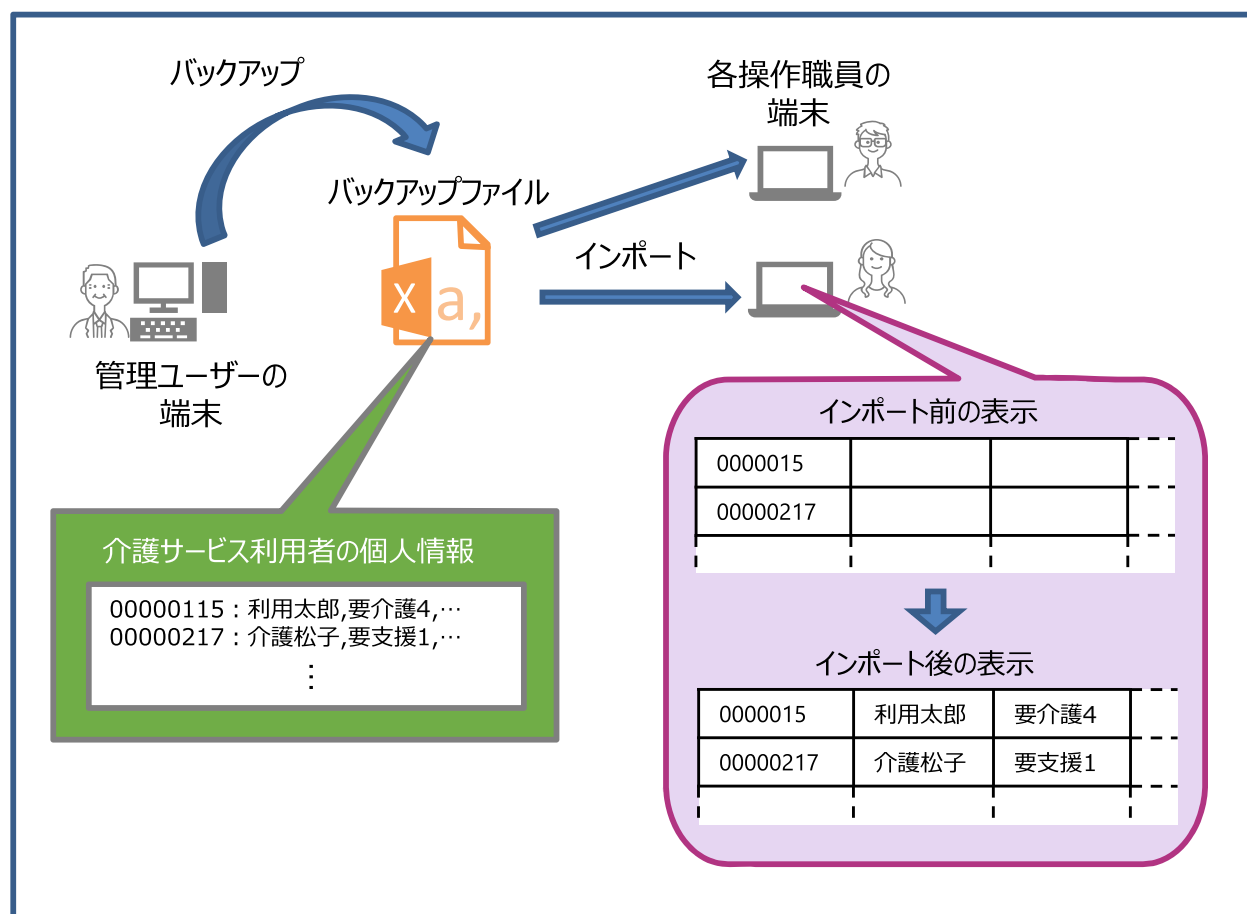 バックアップ
各操作職員の
端末
バックアップファイル
インポート
X a,
管理ユーザーの
端末
介護サービス利用者の個人情報
00000115：利用太郎,要介護4,…
00000217：介護松子,要支援1,…
⋮
インポート前の表示
0000015
00000217
インポート後の表示
0000015 利用太郎 要介護4
00000217 介護松子 要支援1